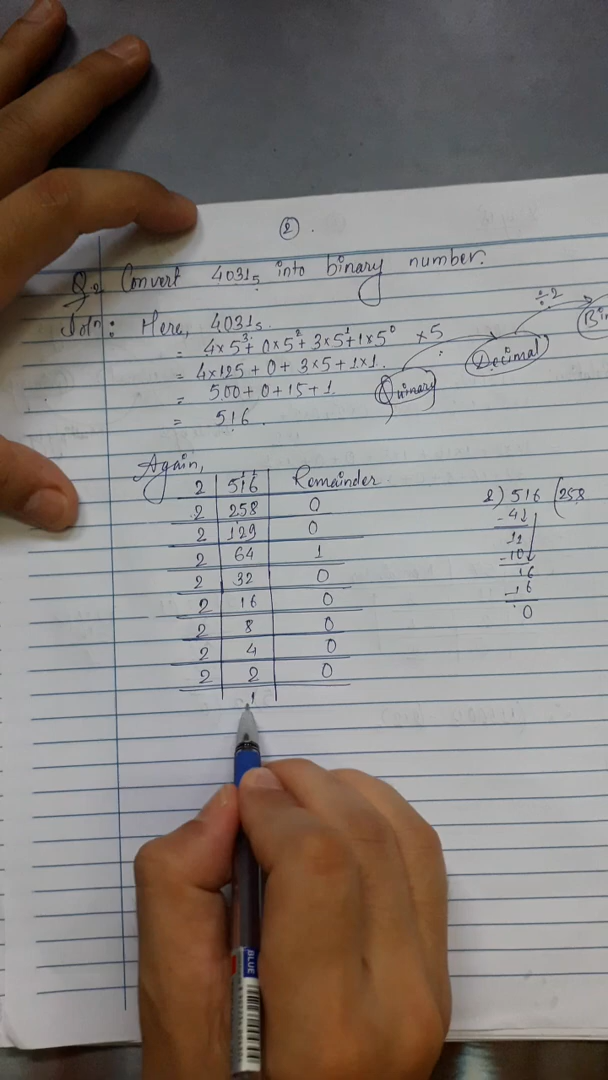 2.
Q.2 Convert 4031₅ into binary number.
Soln: Here, 4031₅
= 4×5³+0×5²+3×5¹+1×5⁰
= 4×125+0+3×5+1×1.
= 500+0+15+1
= 516.
×5
÷2
Quinary
Decimal
Again,
2 516 Remainder
2 258 0
2 129 0
2 64 1
2 32 0
2 16 0
2 8 0
2 4 0
2 2 0
1
2) 516 (258
-4
11
-10
16
-16
0
BLUE